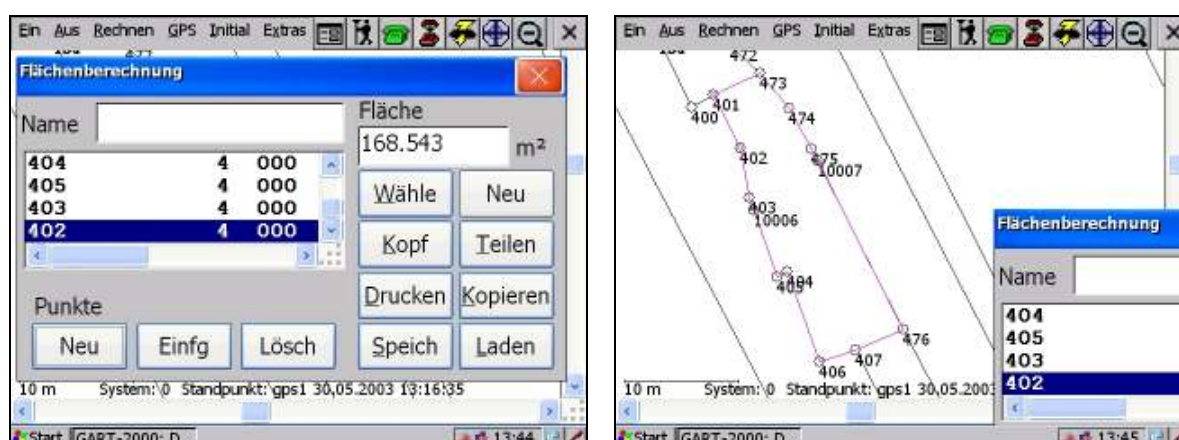 Ein Aus Rechnen GPS Initial Extras
477
Flächenberechnung
Name
Fläche
168.543 m²
404 4 000
405 4 000
403 4 000
402 4 000
Wähle Neu
Kopf Teilen
Drucken Kopieren
Speich Laden
Punkte
Neu Einfg Lösch
10 m System: 0 Standpunkt: gps1 30,05.2003 13:16:35
Start GART-2000: D... 13:44
Ein Aus Rechnen GPS Initial Extras
472
473
401
400
474
402
475
10007
403
10006
404
405
476
407
406
Flächenberechnung
Name
404
405
403
402
10 m System: 0 Standpunkt: gps1 30,05.200
Start GART-2000: D... 13:45